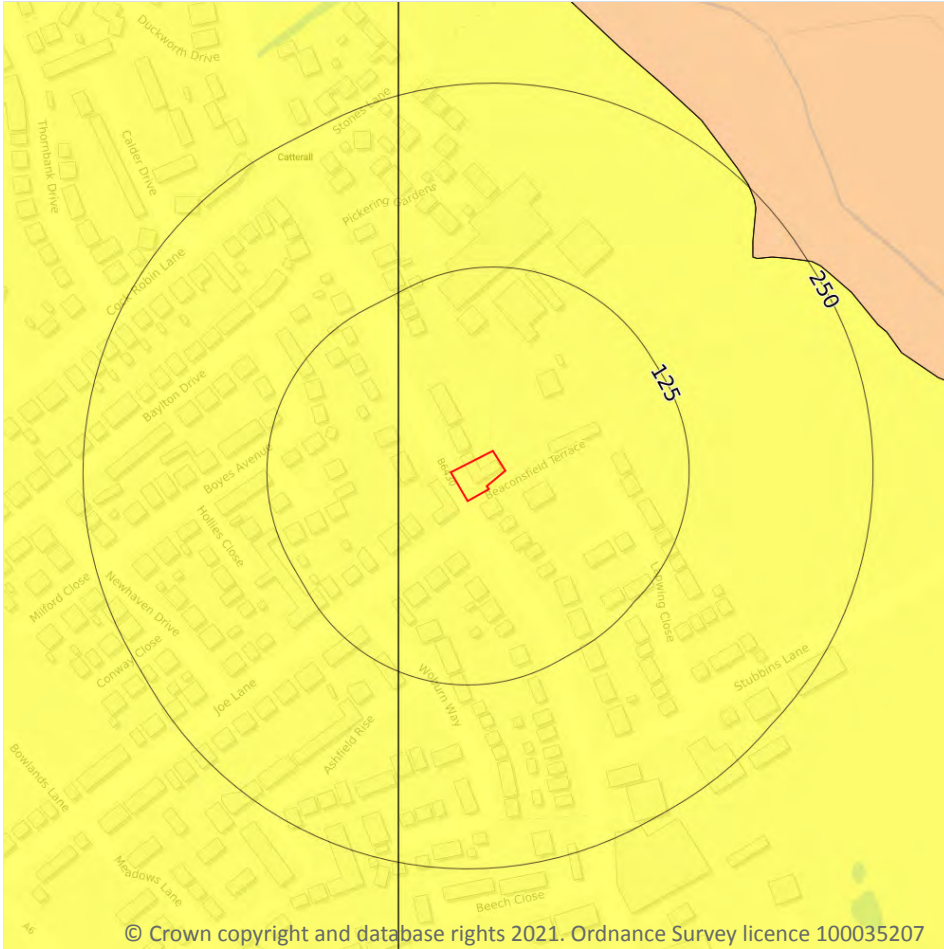 Duckworth Drive
Stones Lane
Thornbank Drive
Calder Drive
Catterall
Pickering Gardens
Cock Robin Lane
250
125
Baylton Drive
Boyes Avenue
Beaconsfield Terrace
Hollies Close
Milford Close
Newhaven Drive
Lapwing Close
Conway Close
Stubbins Lane
Joe Lane
Woburn Way
Ashfield Rise
Bowlands Lane
Meadows Lane
Beech Close
A6
© Crown copyright and database rights 2021. Ordnance Survey licence 100035207